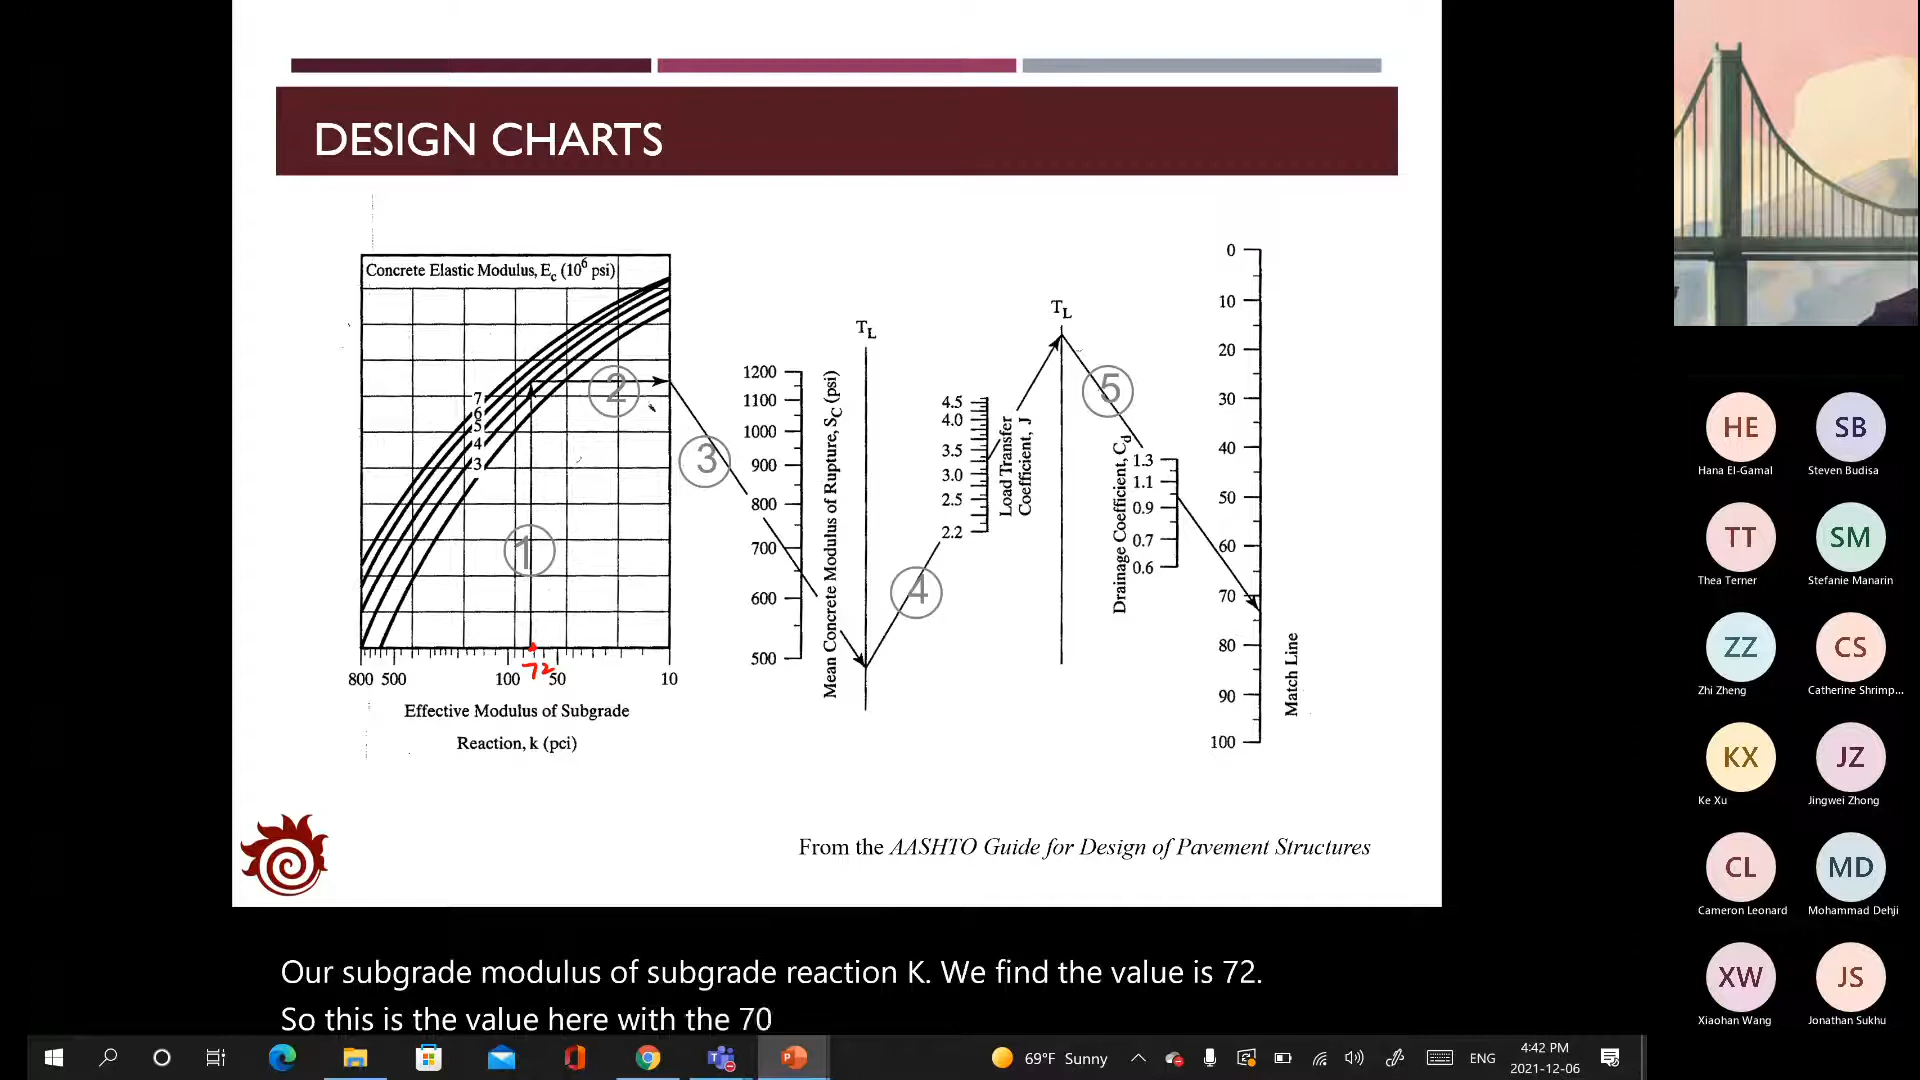 DESIGN CHARTS
Concrete Elastic Modulus, Ec (10^6 psi)
7
6
5
4
3
1
2
3
4
5
800 500 100 72 50 10
Effective Modulus of Subgrade
Reaction, k (pci)
1200
1100
1000
900
800
700
600
500
Mean Concrete Modulus of Rupture, SC (psi)
TL
4.5
4.0
3.5
3.0
2.5
2.2
Load Transfer
Coefficient, J
TL
Drainage Coefficient, Cd
1.3
1.1
0.9
0.7
0.6
0
10
20
30
40
50
60
70
80
90
100
Match Line
From the AASHTO Guide for Design of Pavement Structures
Our subgrade modulus of subgrade reaction K. We find the value is 72.
So this is the value here with the 70
HE SB
Hana El-Gamal Steven Budisa
TT SM
Thea Terner Stefanie Manarin
ZZ CS
Zhi Zheng Catherine Shrimp...
KX JZ
Ke Xu Jingwei Zhong
CL MD
Cameron Leonard Mohammad Dehji
XW JS
Xiaohan Wang Jonathan Sukhu
69°F Sunny
ENG
4:42 PM
2021-12-06